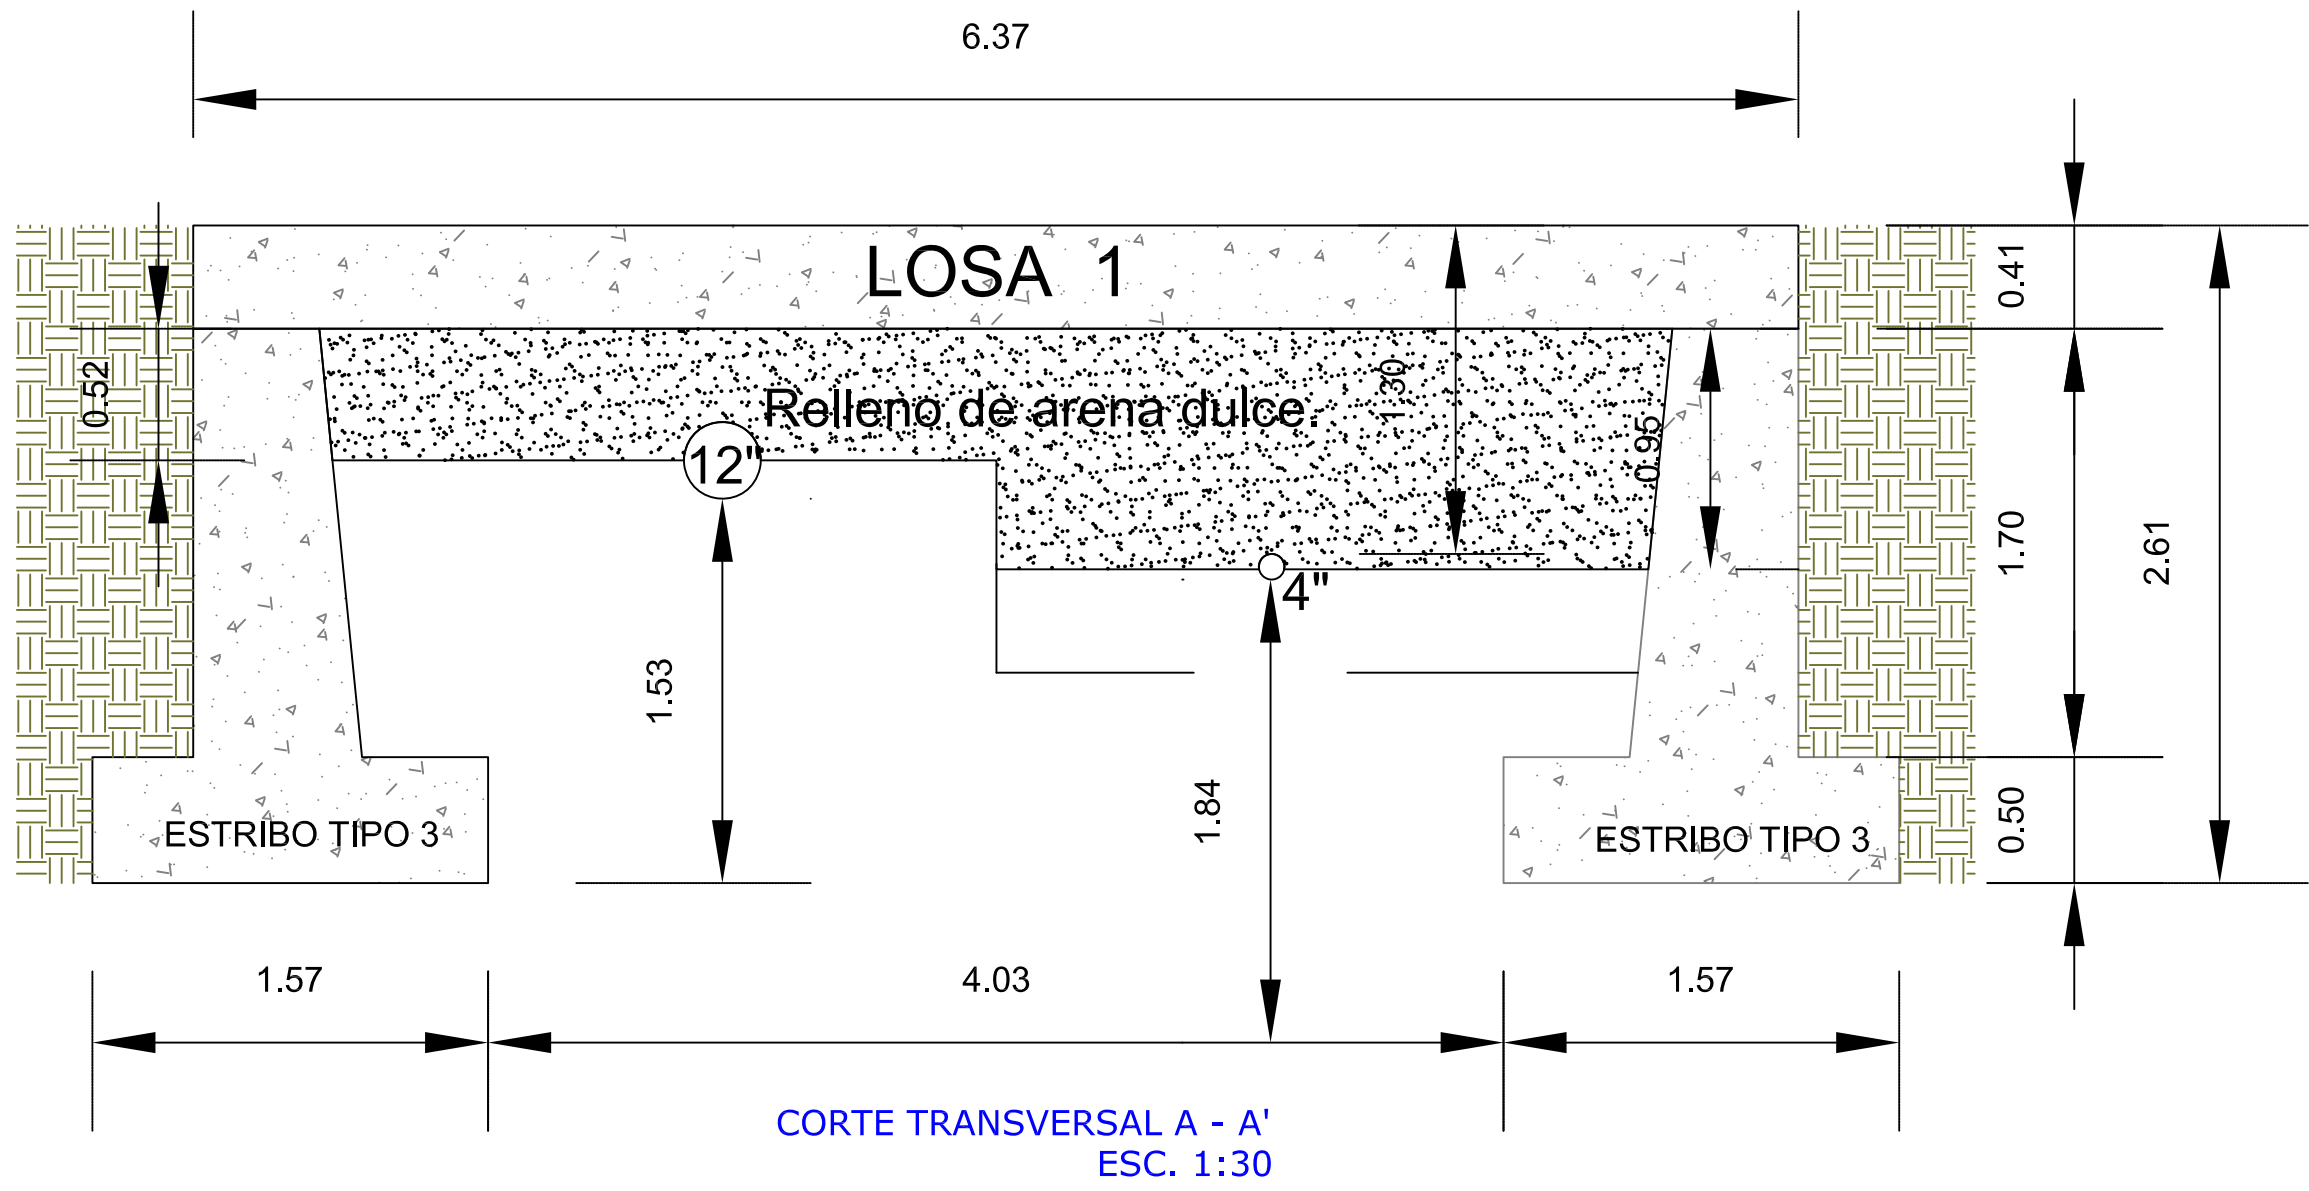 6.37
LOSA 1
0.41
0.52
Relleno de arena dulce.
1.30
0.95
12"
1.70
2.61
4"
1.53
1.84
0.50
ESTRIBO TIPO 3
ESTRIBO TIPO 3
1.57
4.03
1.57
CORTE TRANSVERSAL A - A'
ESC. 1:30